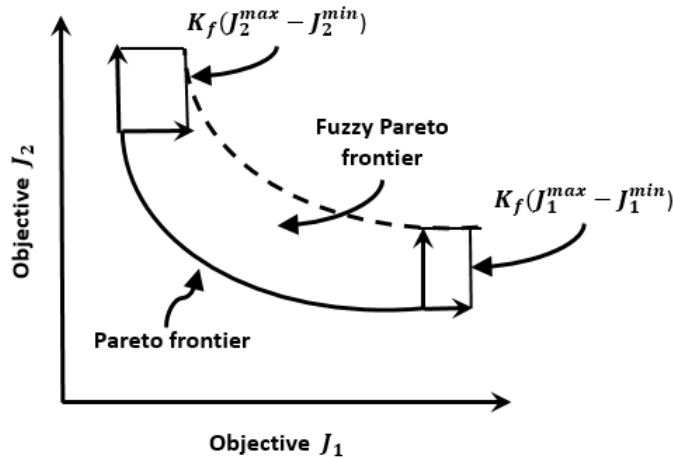 K_f(J_2^{max} − J_2^{min})
Fuzzy Pareto
frontier
K_f(J_1^{max} − J_1^{min})
Objective J_2
Pareto frontier
Objective J_1